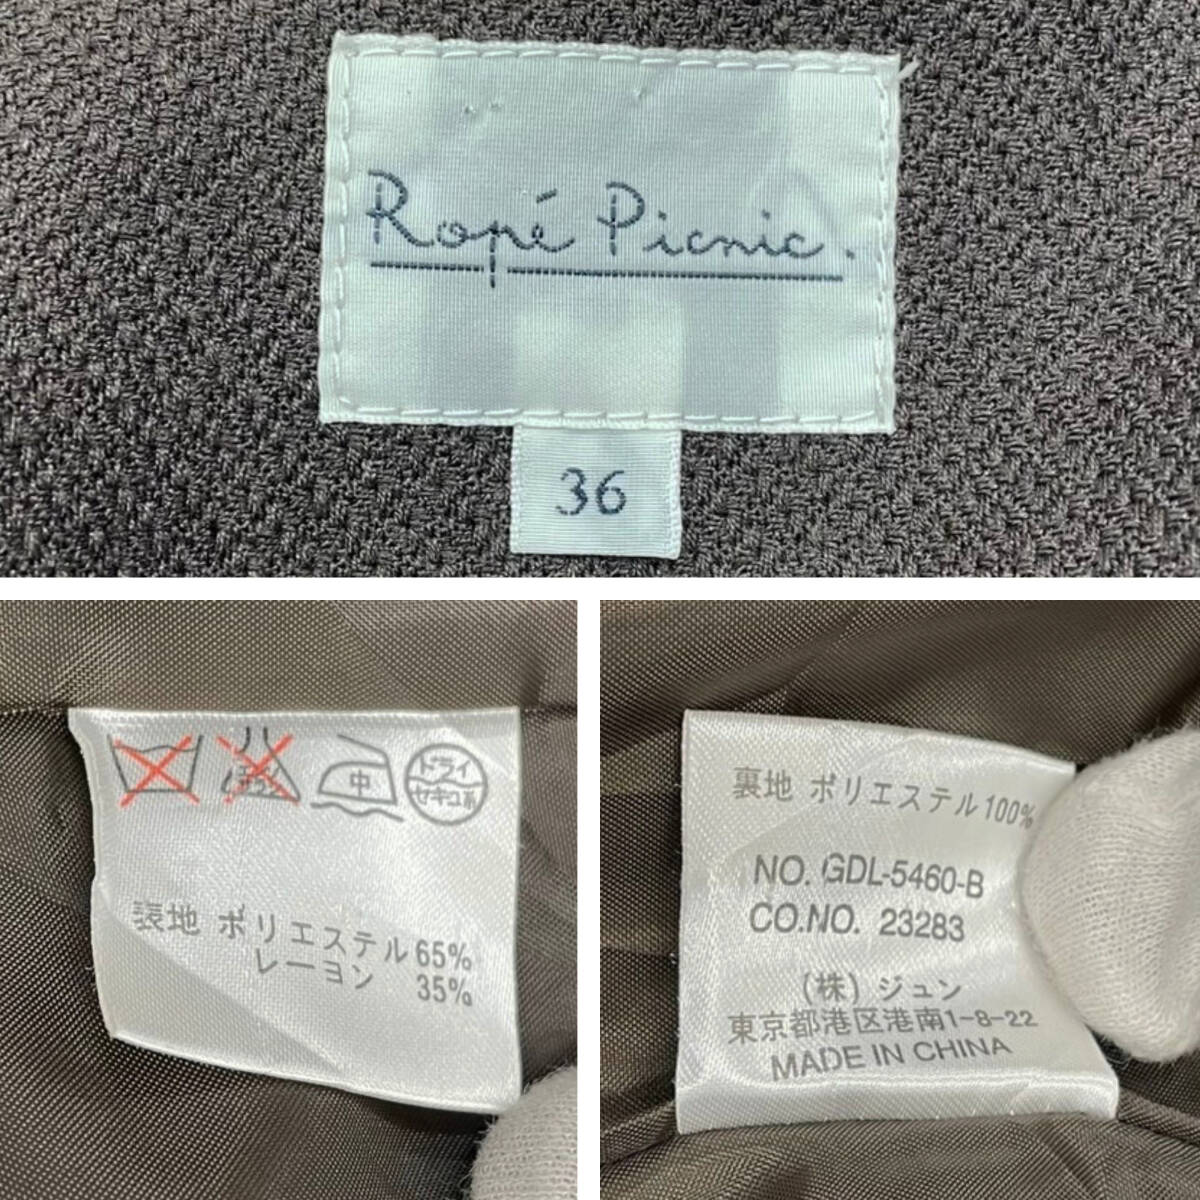 Ropé Picnic.
36
中
ドライ
セキユ系
表地 ポリエステル65%
レーヨン 35%
裏地 ポリエステル100%
NO. GDL-5460-B
CO.NO. 23283
(株) ジュン
東京都港区港南1-8-22
MADE IN CHINA